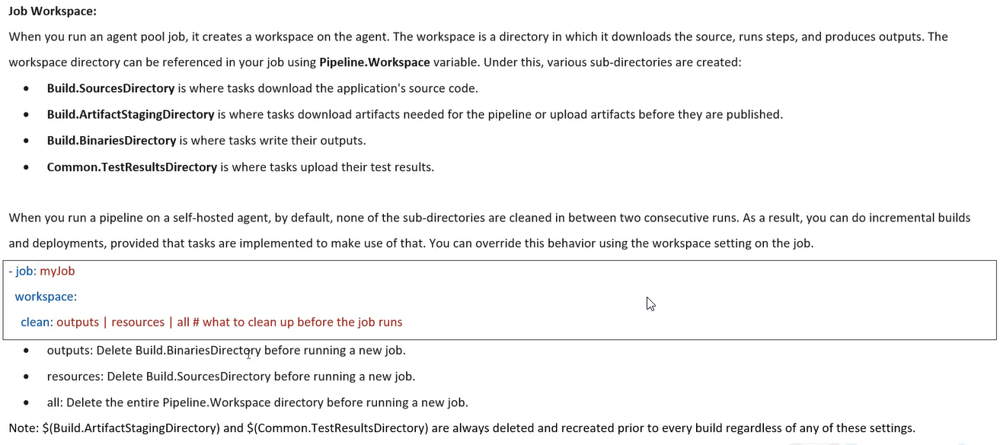 Job Workspace:
When you run an agent pool job, it creates a workspace on the agent. The workspace is a directory in which it downloads the source, runs steps, and produces outputs. The
workspace directory can be referenced in your job using Pipeline.Workspace variable. Under this, various sub-directories are created:
• Build.SourcesDirectory is where tasks download the application's source code.
• Build.ArtifactStagingDirectory is where tasks download artifacts needed for the pipeline or upload artifacts before they are published.
• Build.BinariesDirectory is where tasks write their outputs.
• Common.TestResultsDirectory is where tasks upload their test results.
When you run a pipeline on a self-hosted agent, by default, none of the sub-directories are cleaned in between two consecutive runs. As a result, you can do incremental builds
and deployments, provided that tasks are implemented to make use of that. You can override this behavior using the workspace setting on the job.
- job: myJob
workspace:
clean: outputs | resources | all # what to clean up before the job runs
• outputs: Delete Build.BinariesDirectory before running a new job.
• resources: Delete Build.SourcesDirectory before running a new job.
• all: Delete the entire Pipeline.Workspace directory before running a new job.
Note: $(Build.ArtifactStagingDirectory) and $(Common.TestResultsDirectory) are always deleted and recreated prior to every build regardless of any of these settings.